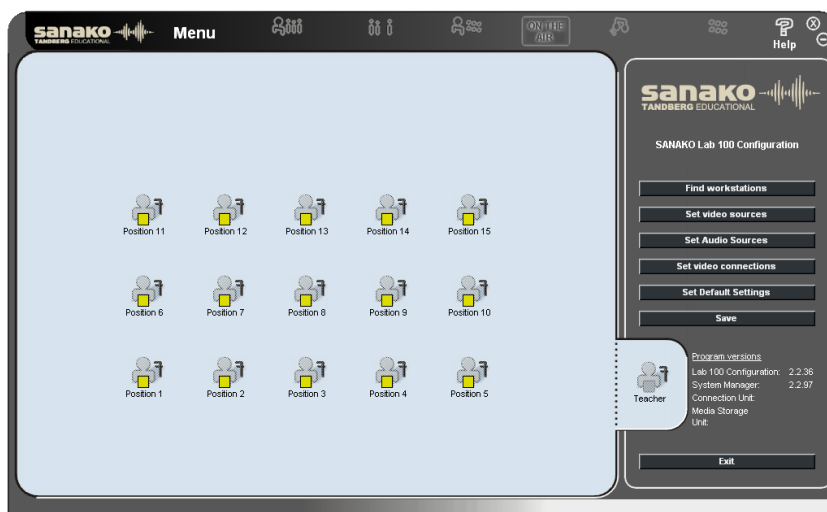 sanako
TANDBERG EDUCATIONAL
Menu
ON THE
AIR
Help
sanako
TANDBERG EDUCATIONAL
SANAKO Lab 100 Configuration
Find workstations
Set video sources
Set Audio Sources
Set video connections
Set Default Settings
Save
Position 11 Position 12 Position 13 Position 14 Position 15
Position 6 Position 7 Position 8 Position 9 Position 10
Position 1 Position 2 Position 3 Position 4 Position 5
Teacher
Program versions
Lab 100 Configuration: 2.2.36
System Manager: 2.2.97
Connection Unit:
Media Storage
Unit:
Exit